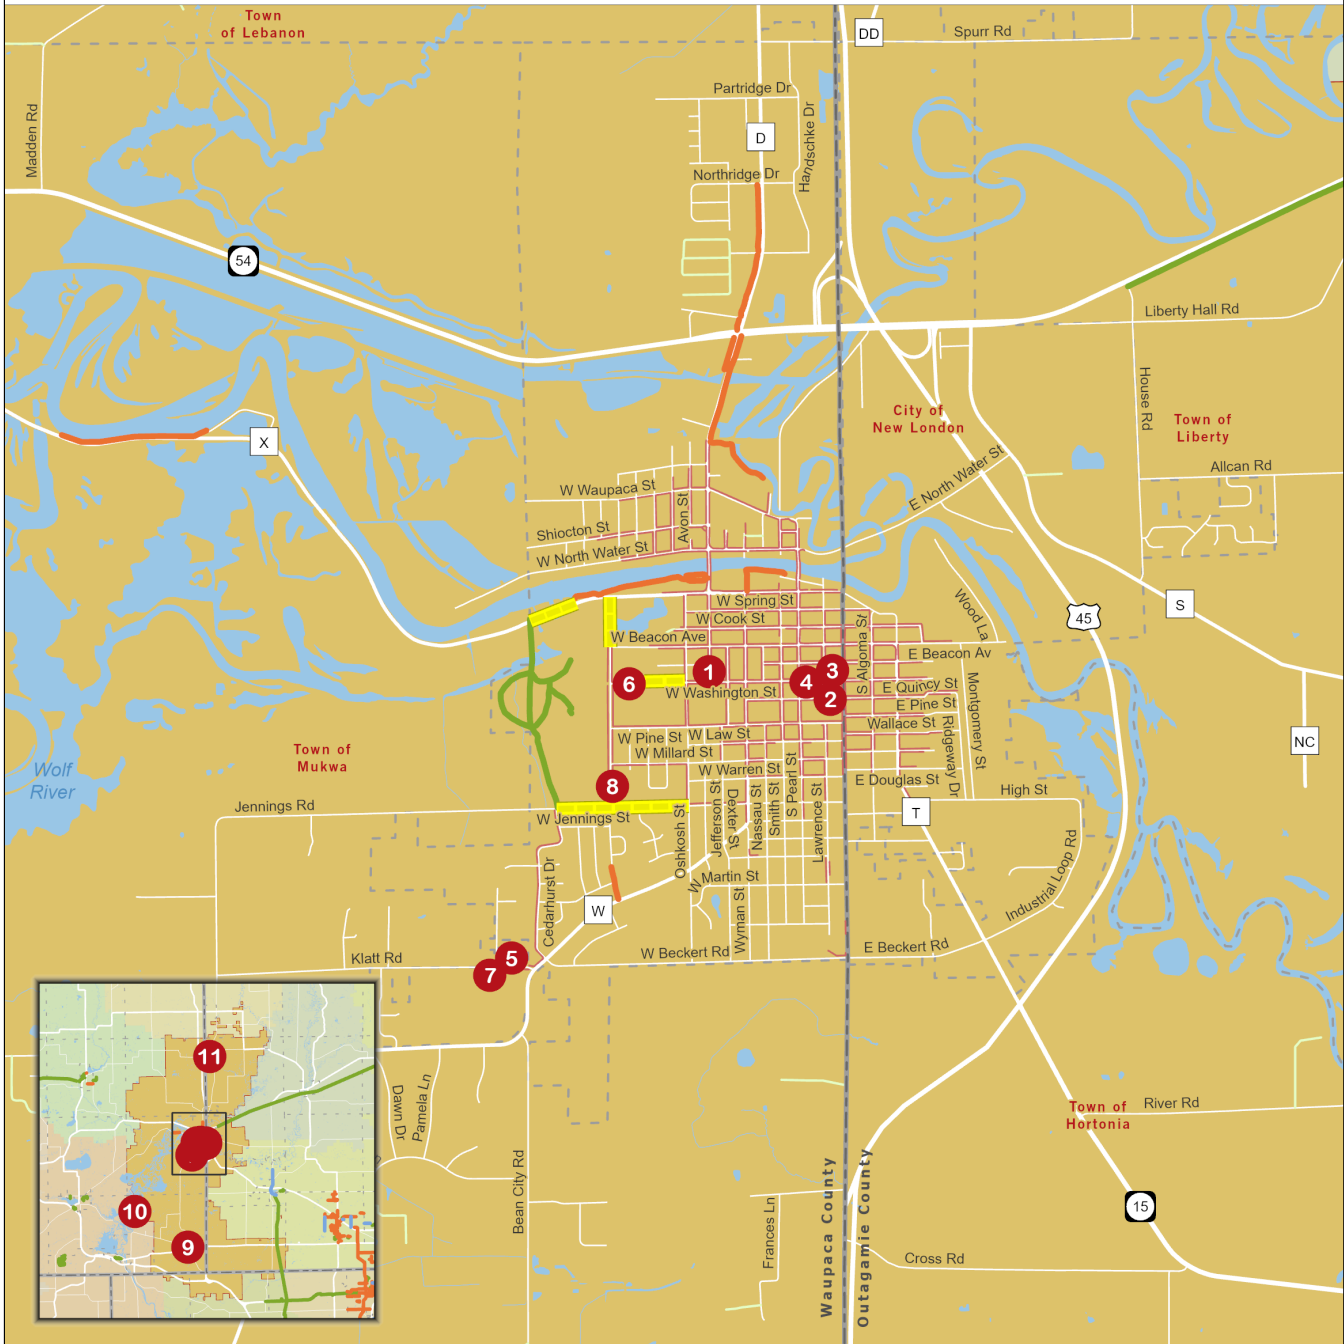 Town
of Lebanon
DD
Spurr Rd
Madden Rd
Partridge Dr
D
Handschke Dr
Northridge Dr
54
Liberty Hall Rd
House Rd
City of
New London
Town of
Liberty
X
Allcan Rd
E North Water St
W Waupaca St
Avon St
Shiocton St
W North Water St
W Spring St
W Cook St
Wood La
S
45
W Beacon Ave
S Algoma St
E Beacon Av
1
3
6
4
W Washington St
2
E Quincy St
E Pine St
Montgomery St
Wallace St
Ridgeway Dr
W Pine St
W Law St
W Millard St
NC
Town of
Mukwa
Wolf
River
W Warren St
S Pearl St
E Douglas St
8
High St
Jennings Rd
W Jennings St
Oshkosh St
Jefferson St
Dexter St
Nassau St
Smith St
Lawrence St
T
W Martin St
Industrial Loop Rd
Cedarhurst Dr
W
Wyman St
Klatt Rd
5
7
W Beckert Rd
E Beckert Rd
11
10
9
Dawn Dr
Pamela Ln
Bean City Rd
Town of
Hortonia
River Rd
Waupaca County
Outagamie County
15
Frances Ln
Cross Rd